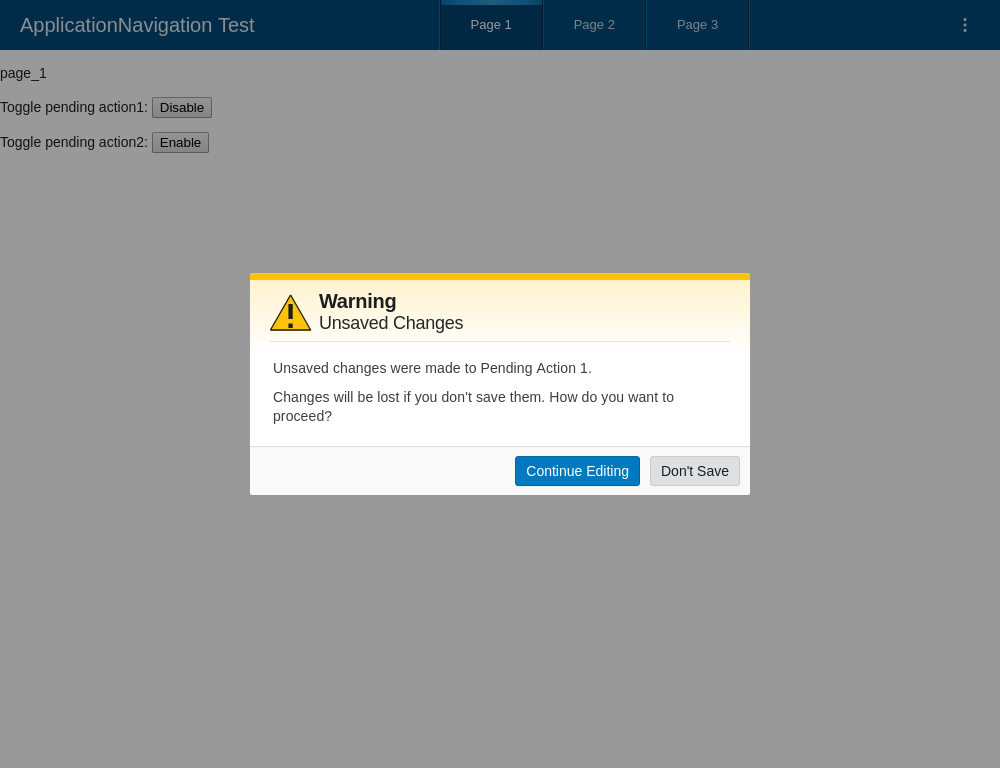 ApplicationNavigation Test
Page 1
Page 2
Page 3
page_1
Toggle pending action1: Disable
Toggle pending action2: Enable
Warning
Unsaved Changes
Unsaved changes were made to Pending Action 1.
Changes will be lost if you don't save them. How do you want to
proceed?
Continue Editing
Don't Save